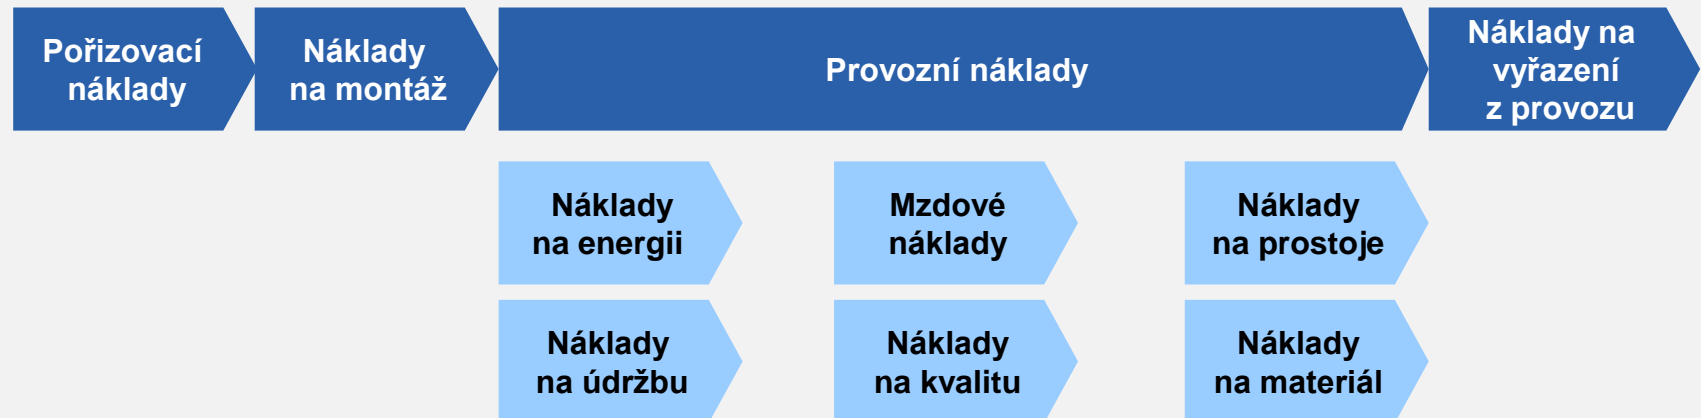 Pořizovací
náklady
Náklady
na montáž
Provozní náklady
Náklady na
vyřazení
z provozu
Náklady
na energii
Mzdové
náklady
Náklady
na prostoje
Náklady
na údržbu
Náklady
na kvalitu
Náklady
na materiál